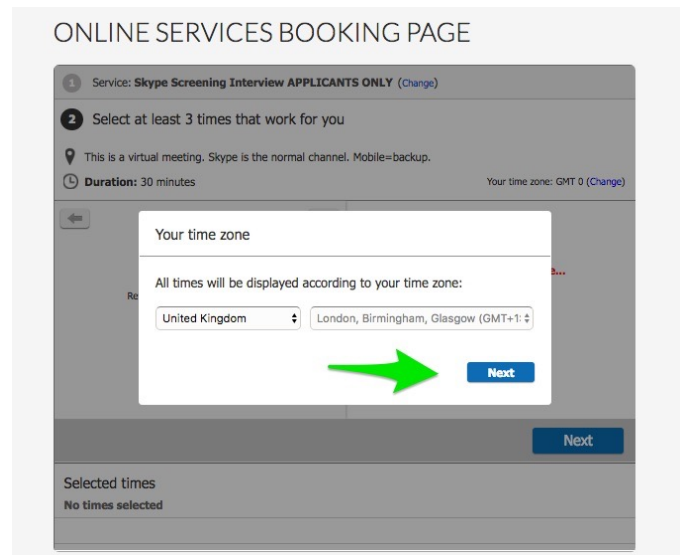 ONLINE SERVICES BOOKING PAGE
1 Service: Skype Screening Interview APPLICANTS ONLY (Change)
2 Select at least 3 times that work for you
This is a virtual meeting. Skype is the normal channel. Mobile=backup.
Duration: 30 minutes Your time zone: GMT 0 (Change)
Your time zone
All times will be displayed according to your time zone:
United Kingdom London, Birmingham, Glasgow (GMT+1:
Next
Next
Selected times
No times selected